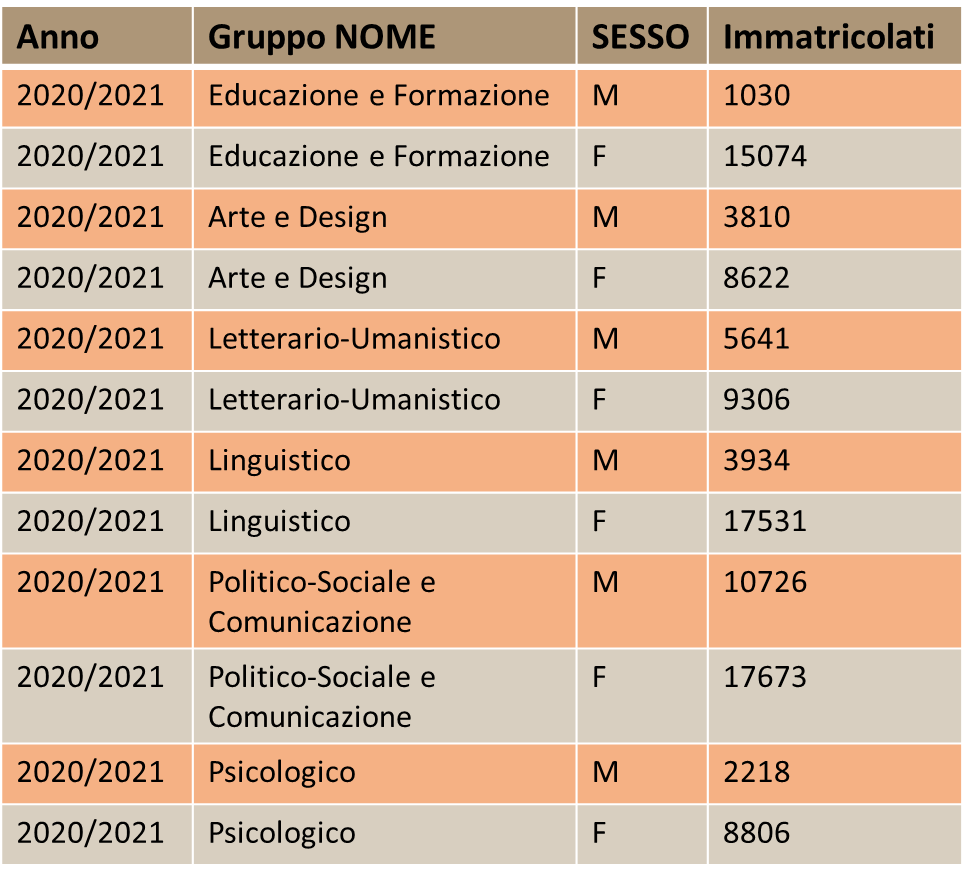 Anno Gruppo NOME SESSO Immatricolati
2020/2021 Educazione e Formazione M 1030
2020/2021 Educazione e Formazione F 15074
2020/2021 Arte e Design M 3810
2020/2021 Arte e Design F 8622
2020/2021 Letterario-Umanistico M 5641
2020/2021 Letterario-Umanistico F 9306
2020/2021 Linguistico M 3934
2020/2021 Linguistico F 17531
2020/2021 Politico-Sociale e M 10726
Comunicazione
2020/2021 Politico-Sociale e F 17673
Comunicazione
2020/2021 Psicologico M 2218
2020/2021 Psicologico F 8806